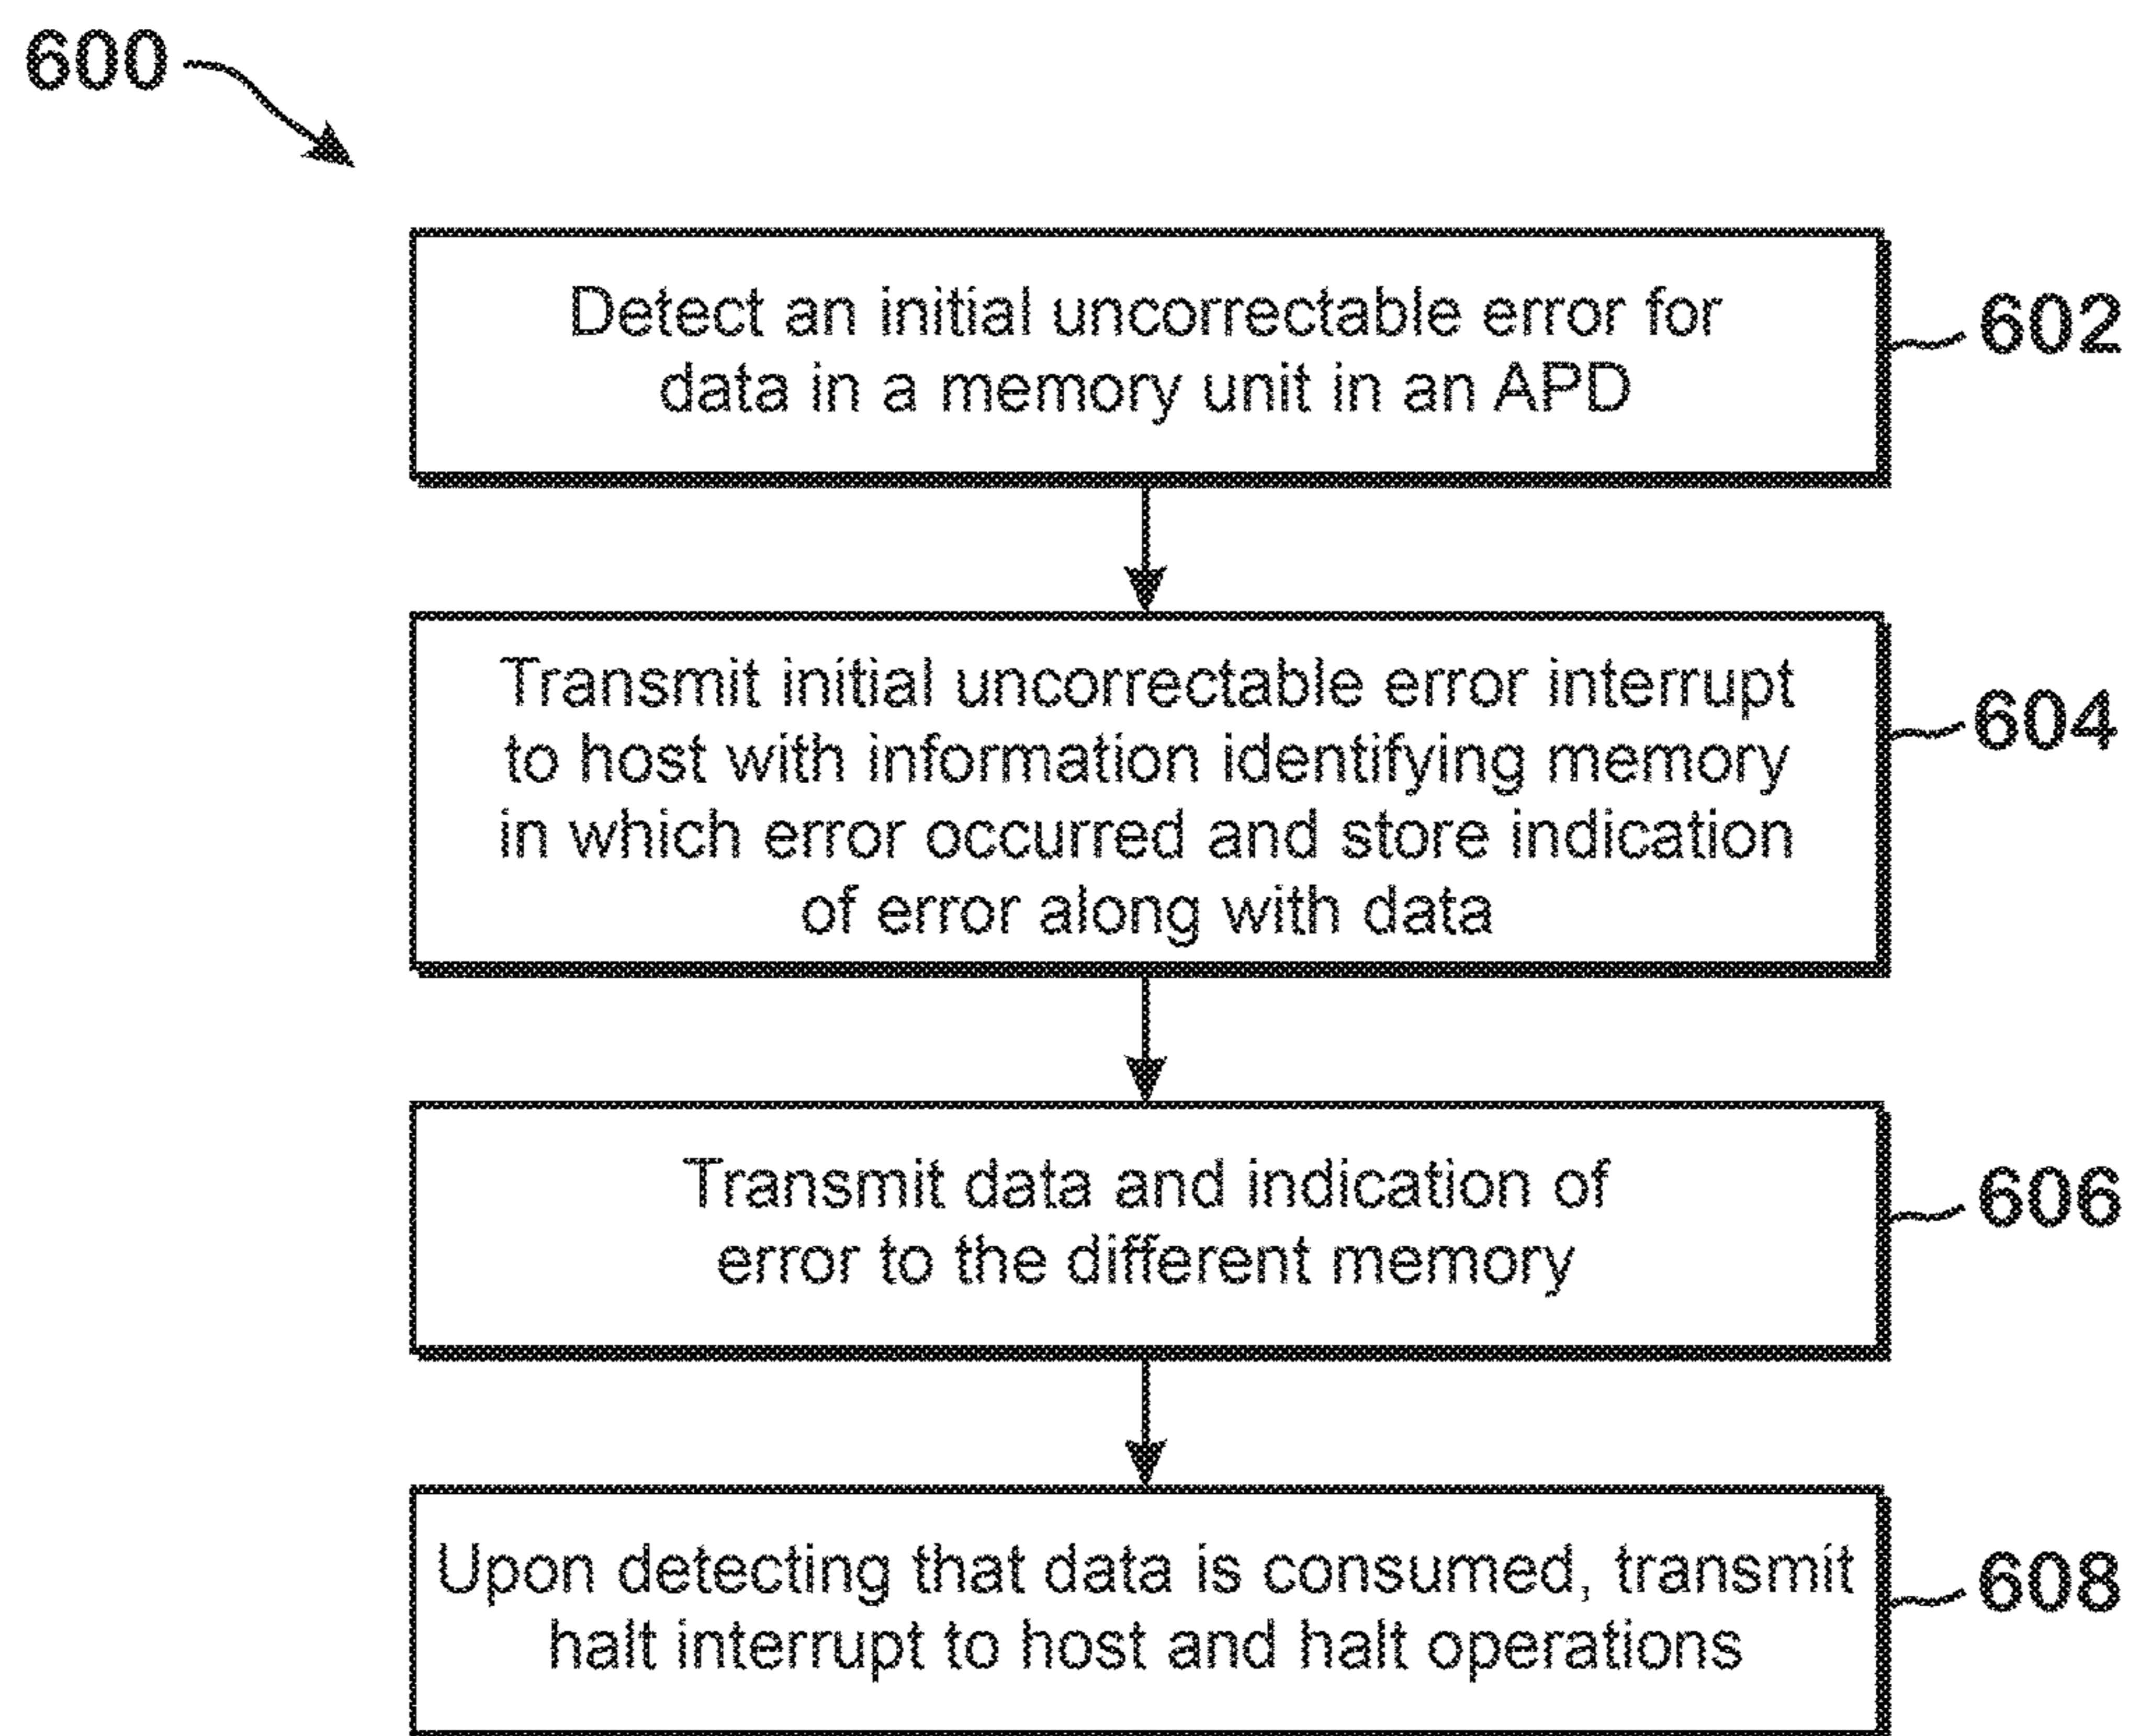 600
Detect an initial uncorrectable error for
data in a memory unit in an APD
602
Transmit initial uncorrectable error interrupt
to host with information identifying memory
in which error occurred and store indication
of error along with data
604
Transmit data and indication of
error to the different memory
606
Upon detecting that data is consumed, transmit
halt interrupt to host and halt operations
608